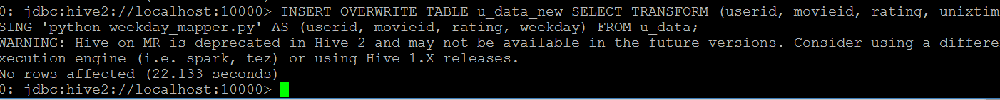 0: jdbc:hive2://localhost:10000> INSERT OVERWRITE TABLE u_data_new SELECT TRANSFORM (userid, movieid, rating, unixtim
SING 'python weekday_mapper.py' AS (userid, movieid, rating, weekday) FROM u_data;
WARNING: Hive-on-MR is deprecated in Hive 2 and may not be available in the future versions. Consider using a differe
xecution engine (i.e. spark, tez) or using Hive 1.X releases.
No rows affected (22.133 seconds)
0: jdbc:hive2://localhost:10000>